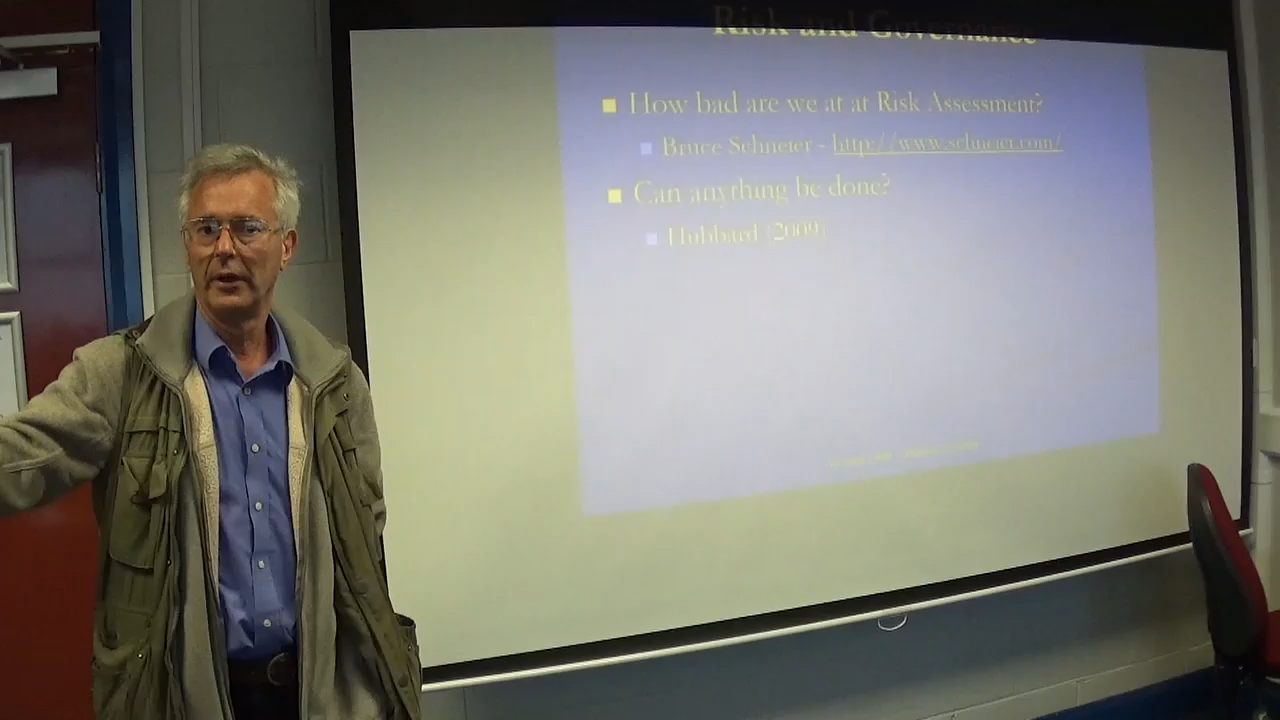 Risk and Governance
How bad are we at at Risk Assessment?
Bruce Schneier - http://www.schneier.com/
Can anything be done?
Hubbard (2009)